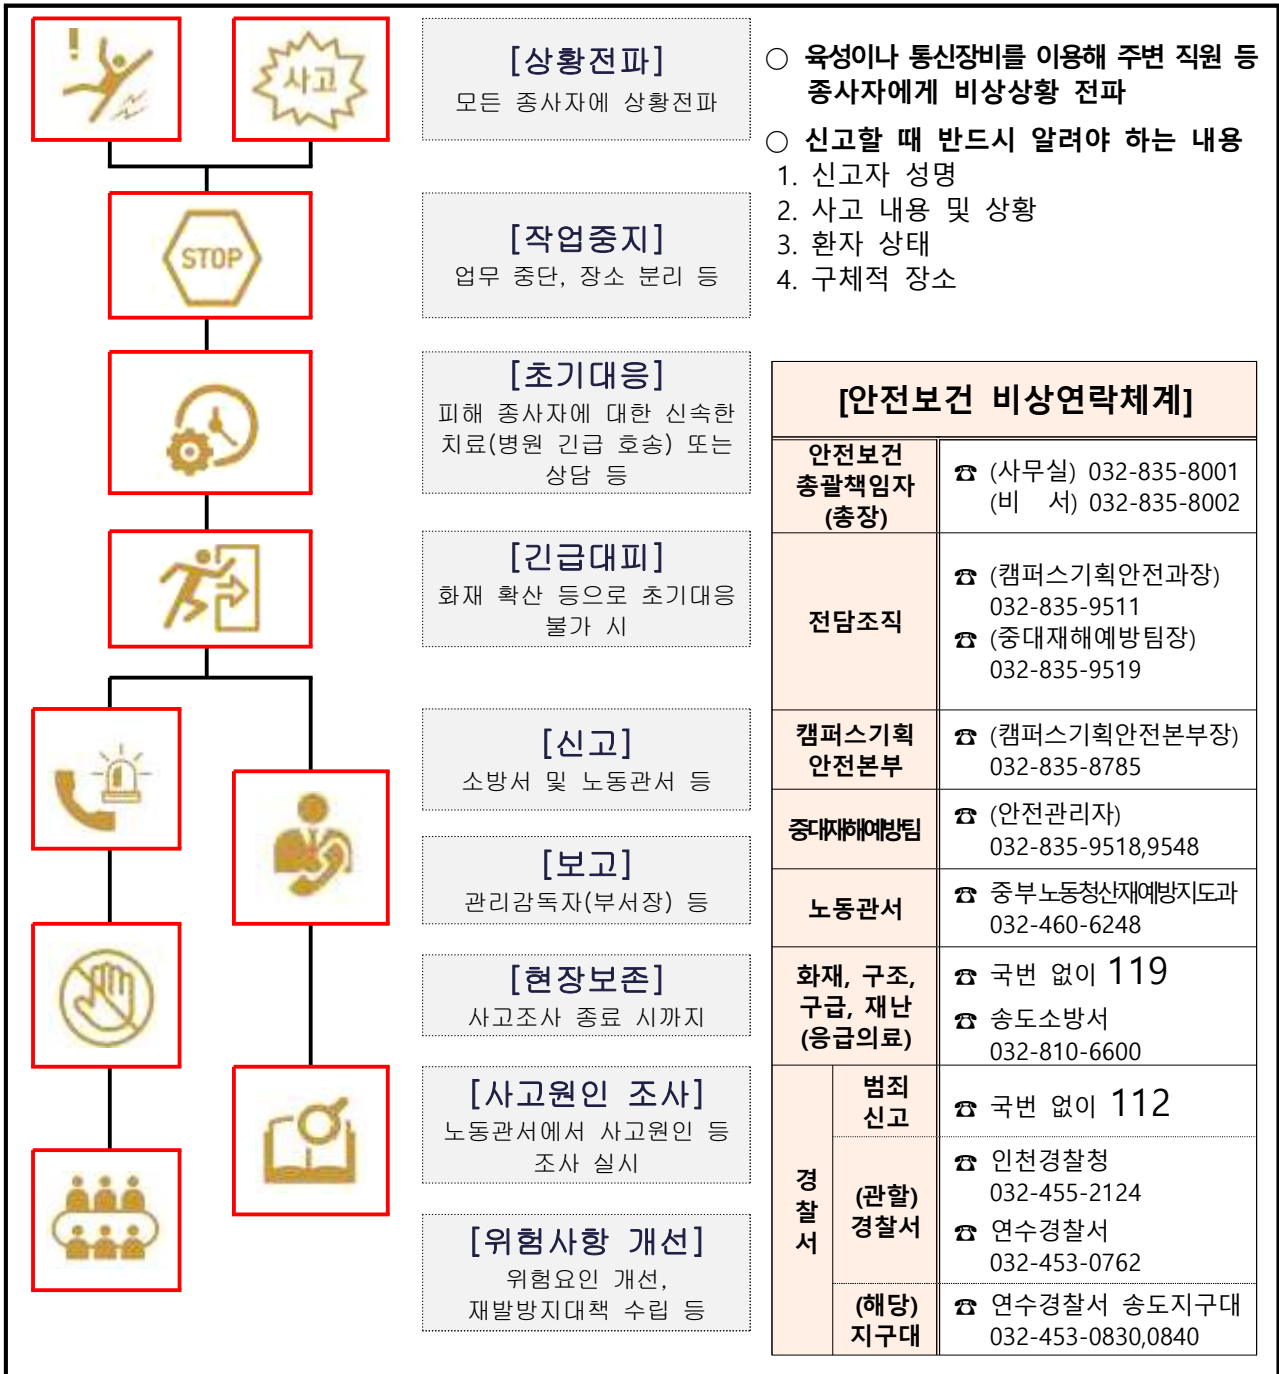 사고
STOP
[상황전파]
모든 종사자에 상황전파
[작업중지]
업무 중단, 장소 분리 등
[초기대응]
피해 종사자에 대한 신속한
치료(병원 긴급 호송) 또는
상담 등
[긴급대피]
화재 확산 등으로 초기대응
불가 시
[신고]
소방서 및 노동관서 등
[보고]
관리감독자(부서장) 등
[현장보존]
사고조사 종료 시까지
[사고원인 조사]
노동관서에서 사고원인 등
조사 실시
[위험사항 개선]
위험요인 개선,
재발방지대책 수립 등
○ 육성이나 통신장비를 이용해 주변 직원 등
종사자에게 비상상황 전파
○ 신고할 때 반드시 알려야 하는 내용
1. 신고자 성명
2. 사고 내용 및 상황
3. 환자 상태
4. 구체적 장소
[안전보건 비상연락체계]
안전보건
총괄책임자
(총장)
☎ (사무실) 032-835-8001
(비 서) 032-835-8002
전담조직
☎ (캠퍼스기획안전과장)
032-835-9511
☎ (중대재해예방팀장)
032-835-9519
캠퍼스기획
안전본부
☎ (캠퍼스기획안전본부장)
032-835-8785
중대재해예방팀
☎ (안전관리자)
032-835-9518,9548
노동관서
☎ 중부노동청산재예방지도과
032-460-6248
화재, 구조,
구급, 재난
(응급의료)
☎ 국번 없이 119
☎ 송도소방서
032-810-6600
경
찰
서
범죄
신고
☎ 국번 없이 112
(관할)
경찰서
☎ 인천경찰청
032-455-2124
☎ 연수경찰서
032-453-0762
(해당)
지구대
☎ 연수경찰서 송도지구대
032-453-0830,0840